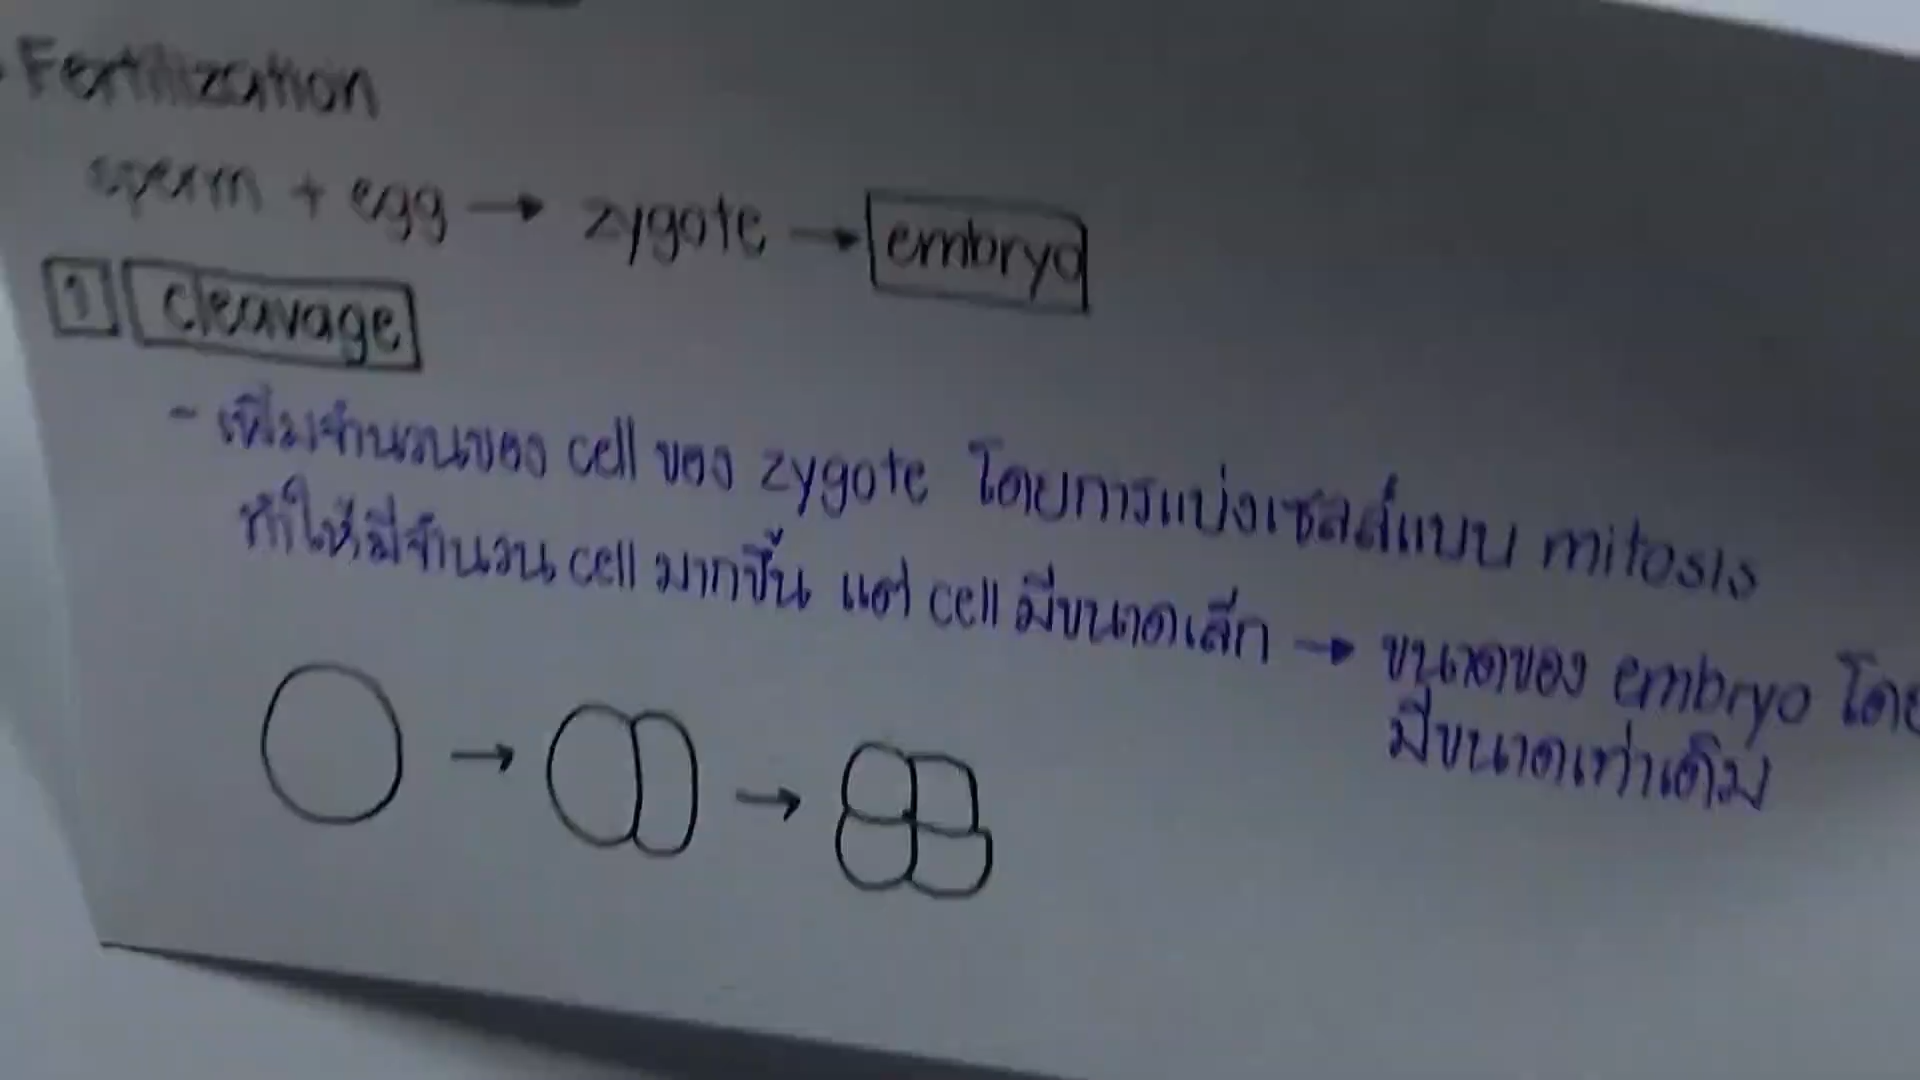 Fertilization
sperm + egg → zygote → embryo
1 cleavage
- เพิ่มจำนวนของ cell ของ zygote โดยการแบ่งเซลล์แบบ mitosis
ทำให้มีจำนวน cell มากขึ้น แต่ cell มีขนาดเล็ก → ขนาดของ embryo โดย
มีขนาดเท่าเดิม